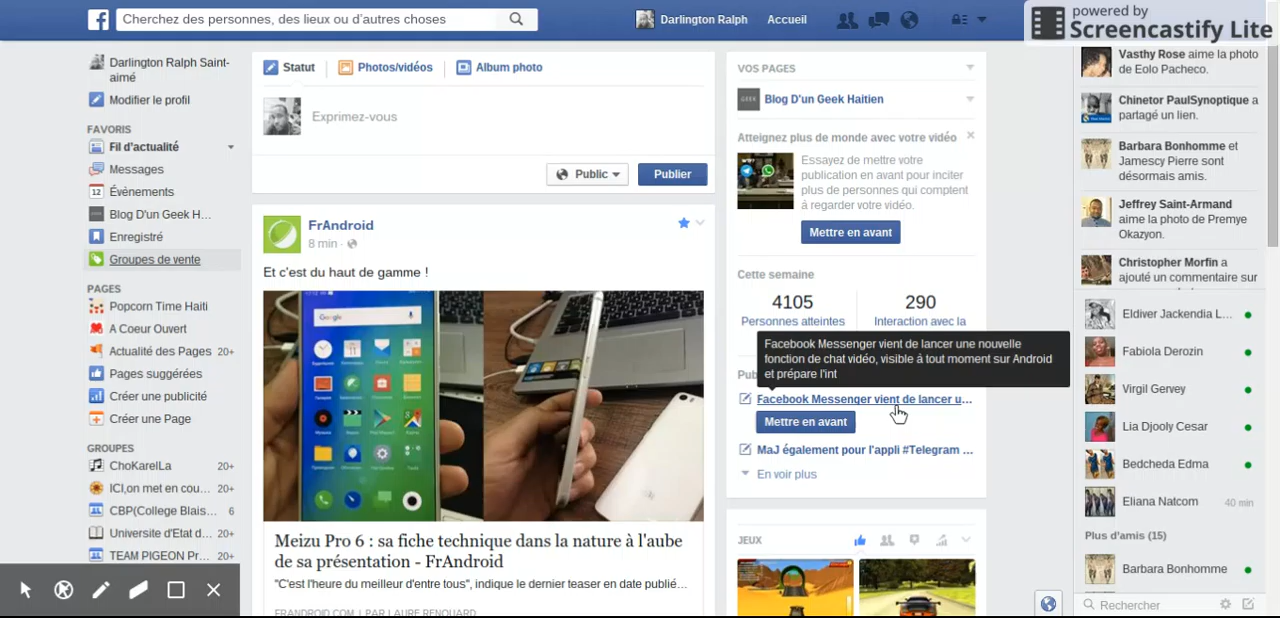 Cherchez des personnes, des lieux ou d'autres choses
Darlington Ralph
Accueil
powered by
Screencastify Lite
Darlington Ralph Saint-
aimé
Modifier le profil
FAVORIS
Fil d'actualité
Messages
12 Évènements
Blog D'un Geek H...
Enregistré
Groupes de vente
PAGES
Popcorn Time Haiti
A Coeur Ouvert
Actualité des Pages 20+
Pages suggérées
Créer une publicité
Créer une Page
GROUPES
ChoKarelLa 20+
ICI,on met en cou... 20+
CBP(College Blais... 6
Universite d'Etat d... 20+
TEAM PIGEON Pr... 20+
Statut
Photos/vidéos
Album photo
Exprimez-vous
Public
Publier
FrAndroid
8 min
Et c'est du haut de gamme !
Google
Meizu Pro 6 : sa fiche technique dans la nature à l'aube
de sa présentation - FrAndroid
"C'est l'heure du meilleur d'entre tous", indique le dernier teaser en date publié...
FRANDROID.COM | PAR LAURE RENOUARD
VOS PAGES
GEEK
Blog D'un Geek Haitien
Atteignez plus de monde avec votre vidéo
Essayez de mettre votre
publication en avant pour inciter
plus de personnes qui comptent
à regarder votre vidéo.
Mettre en avant
Cette semaine
4105
Personnes atteintes
290
Interaction avec la
Facebook Messenger vient de lancer une nouvelle
fonction de chat vidéo, visible à tout moment sur Android
et prépare l'int
Pub
Facebook Messenger vient de lancer u...
Mettre en avant
MaJ également pour l'appli #Telegram ...
En voir plus
JEUX
Vasthy Rose aime la photo
de Eolo Pacheco.
Chinetor PaulSynoptique a
partagé un lien.
Barbara Bonhomme et
Jamescy Pierre sont
désormais amis.
Jeffrey Saint-Armand
aime la photo de Premye
Okazyon.
Christopher Morfin a
ajouté un commentaire sur
Eldiver Jackendia L...
Fabiola Derozin
Virgil Gervey
Lia Djooly Cesar
Bedcheda Edma
Eliana Natcom 40 min
Plus d'amis (15)
Barbara Bonhomme
Rechercher